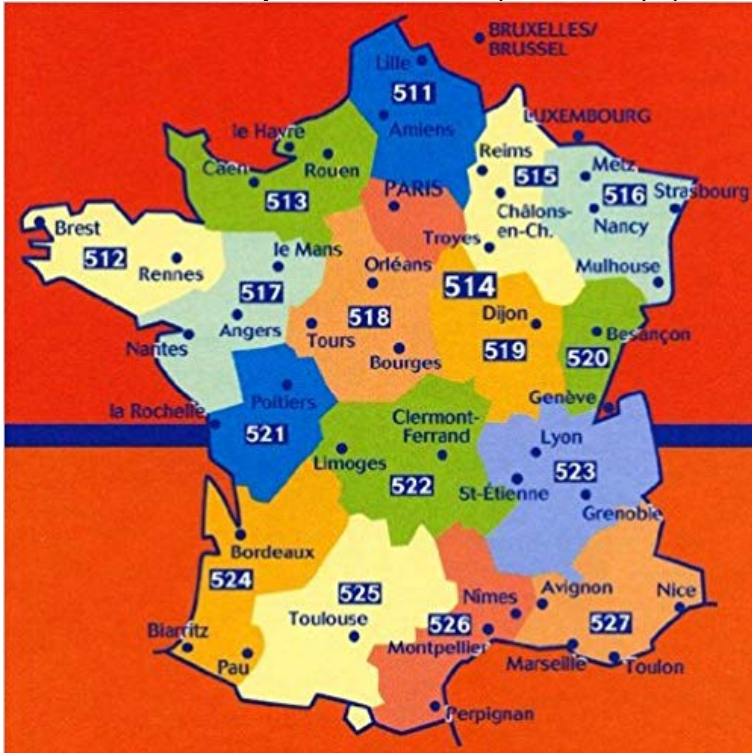 BRUXELLES/
BRUSSEL
Lille
511
Amiens
LUXEMBOURG
le Havre
Caen
Rouen
513
Reims
515
Metz
516
Strasbourg
PARIS
Châlons-
en-Ch.
Nancy
Troyes
Brest
512
Rennes
le Mans
517
Orléans
514
Mulhouse
Nantes
Angers
518
Tours
Bourges
Dijon
519
Besançon
520
Genève
la Rochelle
Poitiers
521
Clermont-
Ferrand
Limoges
522
Lyon
523
St-Étienne
Grenoble
Bordeaux
524
525
Toulouse
Nîmes
526
Montpellier
Avignon
Nice
527
Marseille
Toulon
Biarritz
Pau
Perpignan